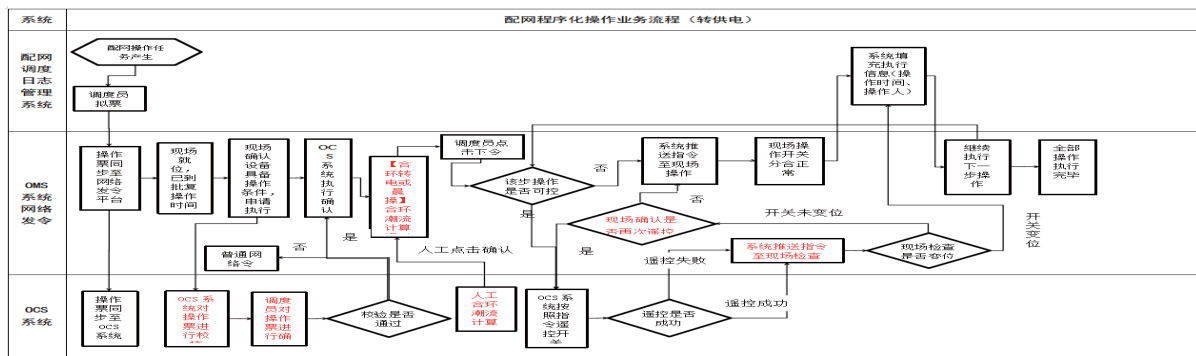 系统
配网程序化操作业务流程（转供电）
配网
调度
日志
管理
系统
配网操作任
务产生
调度员
拟票
系统填
充执行
信息(操
作时间、
操作人)
OMS
系统
网络
发令
操作
票同
步至
网络
发令
平台
现场
就
位,
已到
批复
操作
时间
现场
确认
设备
具备
操作
条件,
申请
执行
OC
S系
统执
行确
认
【合
环转
电或
晨
操】
合环
潮流
计算
调度员点
击下令
该步操作
是否可控
否
是
系统推
送指令
至现场
操作
现场操
作开关
分合正
常
继续
执行
下一
步操
作
全部
操作
执行
完毕
否
现场确认是
否再次遥控
是
开关未变位
系统推送指令
至现场检查
现场检查
是否变位
开
关
变
位
普通网
络令
否
是
人工点击确认
遥控失败
OCS
系统
操作
票同
步至
OCS
系统
OCS系
统对操
作票进
行校
调度员对
操作票进
行确
校验是否
通过
人工
合环
潮流
计算
OCS系
统按
照指
令遥
控开
遥控是否
成功
遥控成功